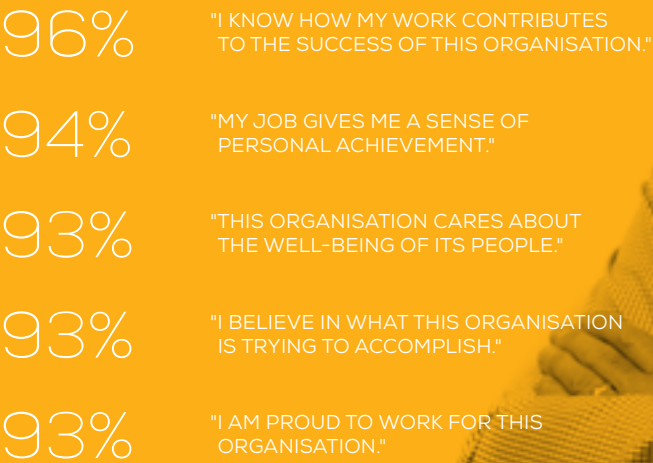 96%
"I KNOW HOW MY WORK CONTRIBUTES
TO THE SUCCESS OF THIS ORGANISATION."
94%
"MY JOB GIVES ME A SENSE OF
PERSONAL ACHIEVEMENT."
93%
"THIS ORGANISATION CARES ABOUT
THE WELL-BEING OF ITS PEOPLE."
93%
"I BELIEVE IN WHAT THIS ORGANISATION
IS TRYING TO ACCOMPLISH."
93%
"I AM PROUD TO WORK FOR THIS
ORGANISATION."